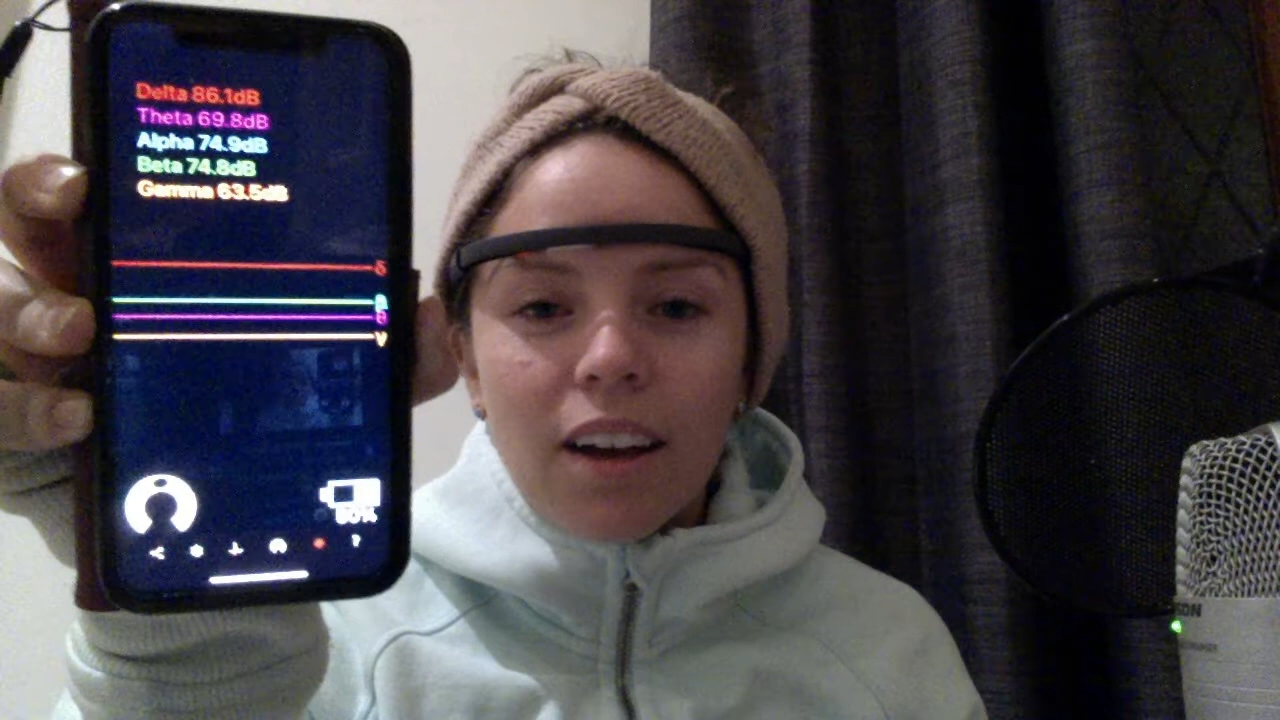 Delta 86.1dB
Theta 69.8dB
Alpha 74.9dB
Beta 74.8dB
Gamma 63.5dB
δ
θ
γ
?